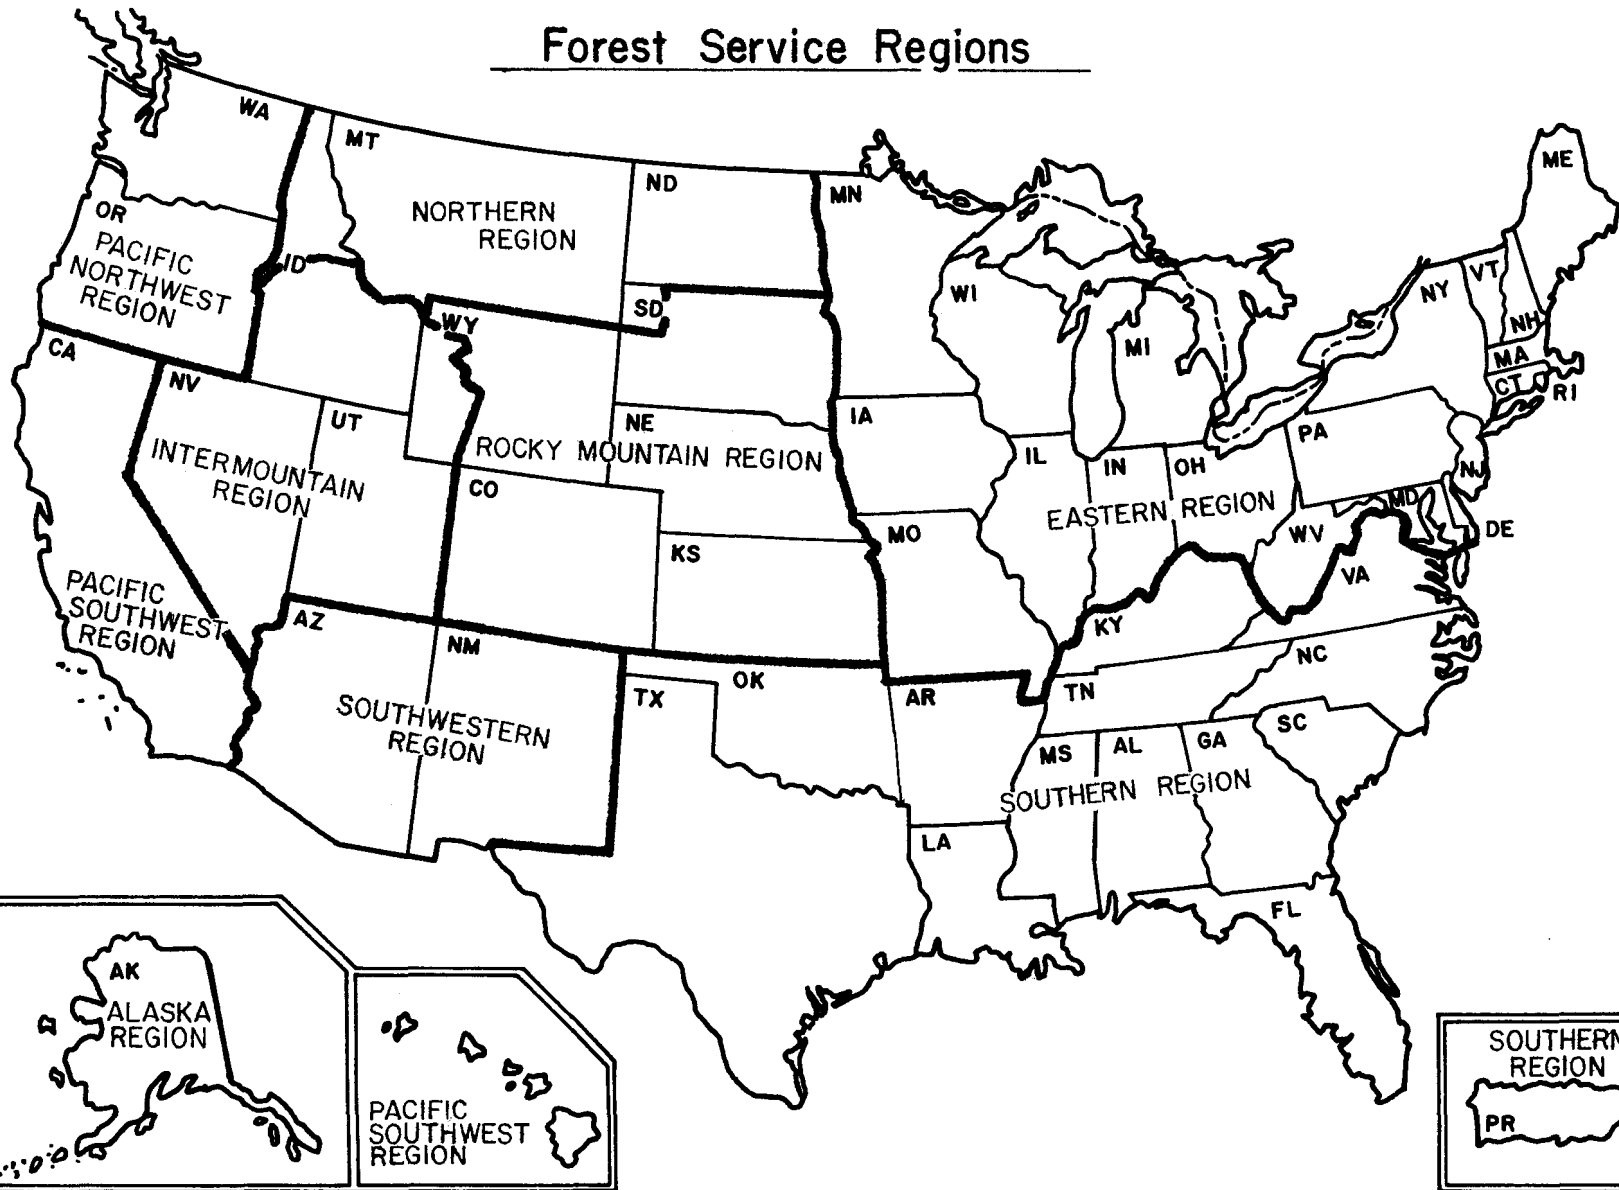 Forest Service Regions
WA
MT
ND
MN
ME
OR
PACIFIC
NORTHWEST
REGION
NORTHERN
REGION
ID
SD
WY
WI
MI
NY
VT
NH
MA
CT
RI
CA
NV
UT
INTERMOUNTAIN
REGION
NE
ROCKY MOUNTAIN REGION
IA
IL
IN
OH
PA
NJ
CO
KS
MO
EASTERN REGION
WV
MD
DE
VA
PACIFIC
SOUTHWEST
REGION
AZ
NM
KY
NC
TX
OK
AR
TN
SC
SOUTHWESTERN
REGION
MS
AL
GA
SOUTHERN REGION
LA
FL
AK
ALASKA
REGION
PACIFIC
SOUTHWEST
REGION
SOUTHERN
REGION
PR